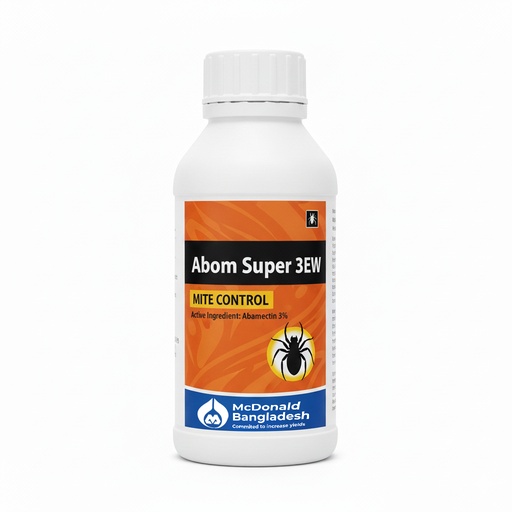 Abom Super 3EW
MITE CONTROL
Active Ingredient: Abamectin 3%
McDonald
Bangladesh
Commited to increase yields